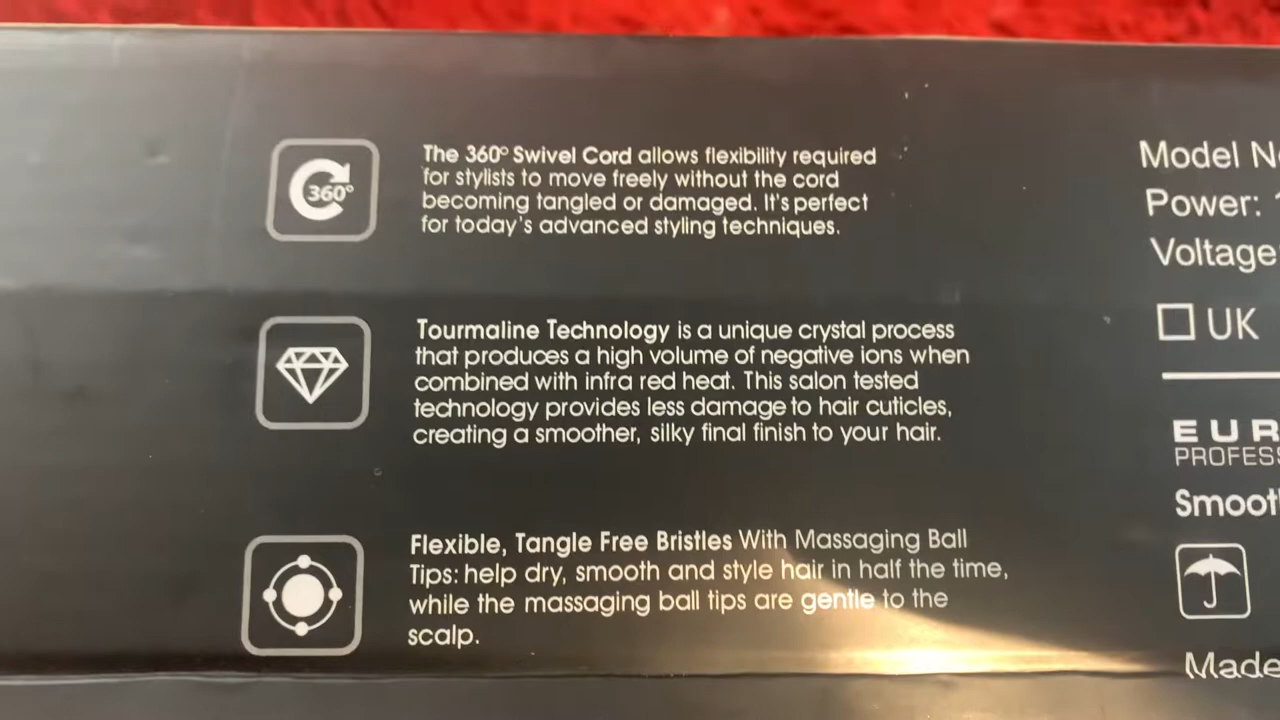 360°
The 360° Swivel Cord allows flexibility required
for stylists to move freely without the cord
becoming tangled or damaged. It's perfect
for today's advanced styling techniques.
Tourmaline Technology is a unique crystal process
that produces a high volume of negative ions when
combined with infra red heat. This salon tested
technology provides less damage to hair cuticles,
creating a smoother, silky final finish to your hair.
Flexible, Tangle Free Bristles With Massaging Ball
Tips: help dry, smooth and style hair in half the time,
while the massaging ball tips are gentle to the
scalp.
Model
Power:
Voltage
UK
Made